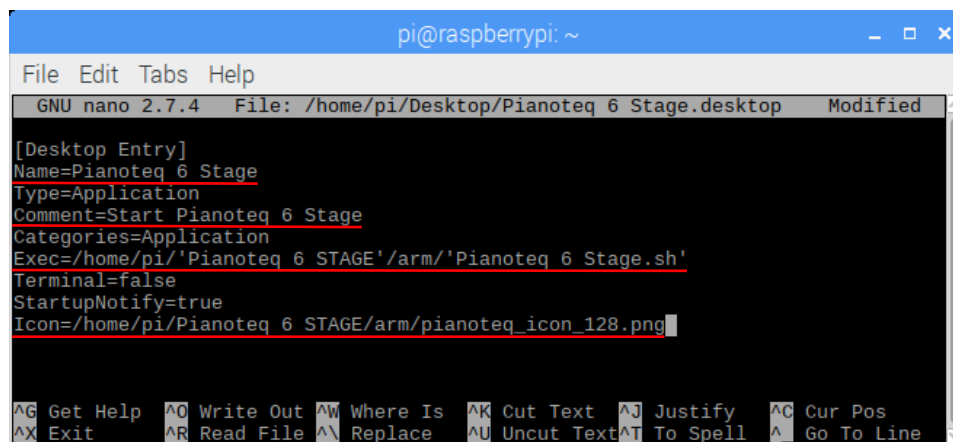 pi@raspberrypi: ~
File Edit Tabs Help
GNU nano 2.7.4 File: /home/pi/Desktop/Pianoteq 6 Stage.desktop Modified
[Desktop Entry]
Name=Pianoteq 6 Stage
Type=Application
Comment=Start Pianoteq 6 Stage
Categories=Application
Exec=/home/pi/'Pianoteq 6 STAGE'/arm/'Pianoteq 6 Stage.sh'
Terminal=false
StartupNotify=true
Icon=/home/pi/Pianoteq 6 STAGE/arm/pianoteq_icon_128.png
^G Get Help ^O Write Out ^W Where Is ^K Cut Text ^J Justify ^C Cur Pos
^X Exit ^R Read File ^\ Replace ^U Uncut Text ^T To Spell ^_ Go To Line